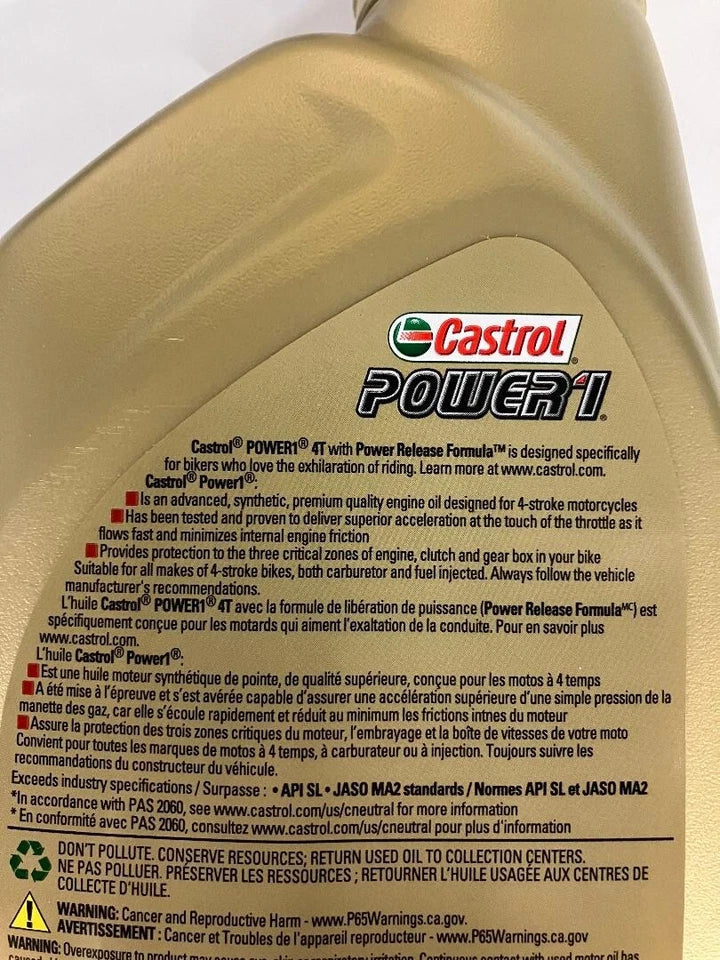 Castrol®
POWER1®
Castrol® POWER1® 4T with Power Release Formula™ is designed specifically
for bikers who love the exhilaration of riding. Learn more at www.castrol.com.
Castrol® Power1®:
Is an advanced, synthetic, premium quality engine oil designed for 4-stroke motorcycles
Has been tested and proven to deliver superior acceleration at the touch of the throttle as it
flows fast and minimizes internal engine friction
Provides protection to the three critical zones of engine, clutch and gear box in your bike
Suitable for all makes of 4-stroke bikes, both carburetor and fuel injected. Always follow the vehicle
manufacturer's recommendations.
L'huile Castrol® POWER1® 4T avec la formule de libération de puissance (Power Release Formula᙮ᶜ) est
spécifiquement conçue pour les motards qui aiment l'exaltation de la conduite. Pour en savoir plus
www.castrol.com.
L'huile Castrol® Power1®:
Est une huile moteur synthétique de pointe, de qualité supérieure, conçue pour les motos à 4 temps
A été mise à l'épreuve et s'est avérée capable d'assurer une accélération supérieure d'une simple pression de la
manette des gaz, car elle s'écoule rapidement et réduit au minimum les frictions intnes du moteur
Assure la protection des trois zones critiques du moteur, l'embrayage et la boîte de vitesses de votre moto
Convient pour toutes les marques de motos à 4 temps, à carburateur ou à injection. Toujours suivre les
recommandations du constructeur du véhicule.
Exceeds industry specifications / Surpasse : • API SL • JASO MA2 standards / Normes API SL et JASO MA2
*In accordance with PAS 2060, see www.castrol.com/us/cneutral for more information
* En conformité avec PAS 2060, consultez www.castrol.com/us/cneutral pour plus d'information
DON'T POLLUTE. CONSERVE RESOURCES; RETURN USED OIL TO COLLECTION CENTERS.
NE PAS POLLUER. PRÉSERVER LES RESSOURCES ; RETOURNER L'HUILE USAGÉE AUX CENTRES DE
COLLECTE D'HUILE.
WARNING: Cancer and Reproductive Harm - www.P65Warnings.ca.gov.
AVERTISSEMENT : Cancer et Troubles de l'appareil reproducteur - www.P65Warnings.ca.gov
WARNING: Overexposure to product may cause eye, skin or respiratory irritation. Continuous contact with used motor oil has